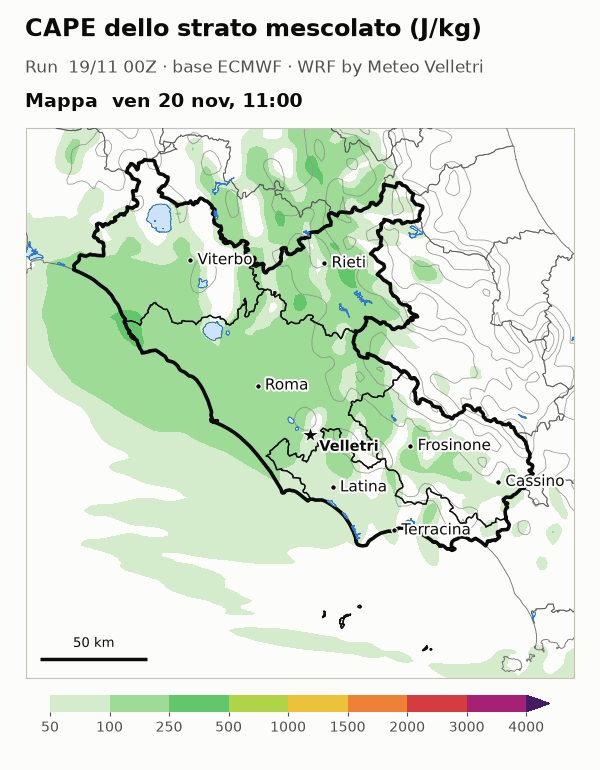 CAPE dello strato mescolato (J/kg)
Run  19/11 00Z · base ECMWF · WRF by Meteo Velletri
Mappa  ven 20 nov, 11:00
Viterbo
Rieti
Roma
Velletri
Frosinone
Cassino
Latina
Terracina
50 km
50 100 250 500 1000 1500 2000 3000 4000